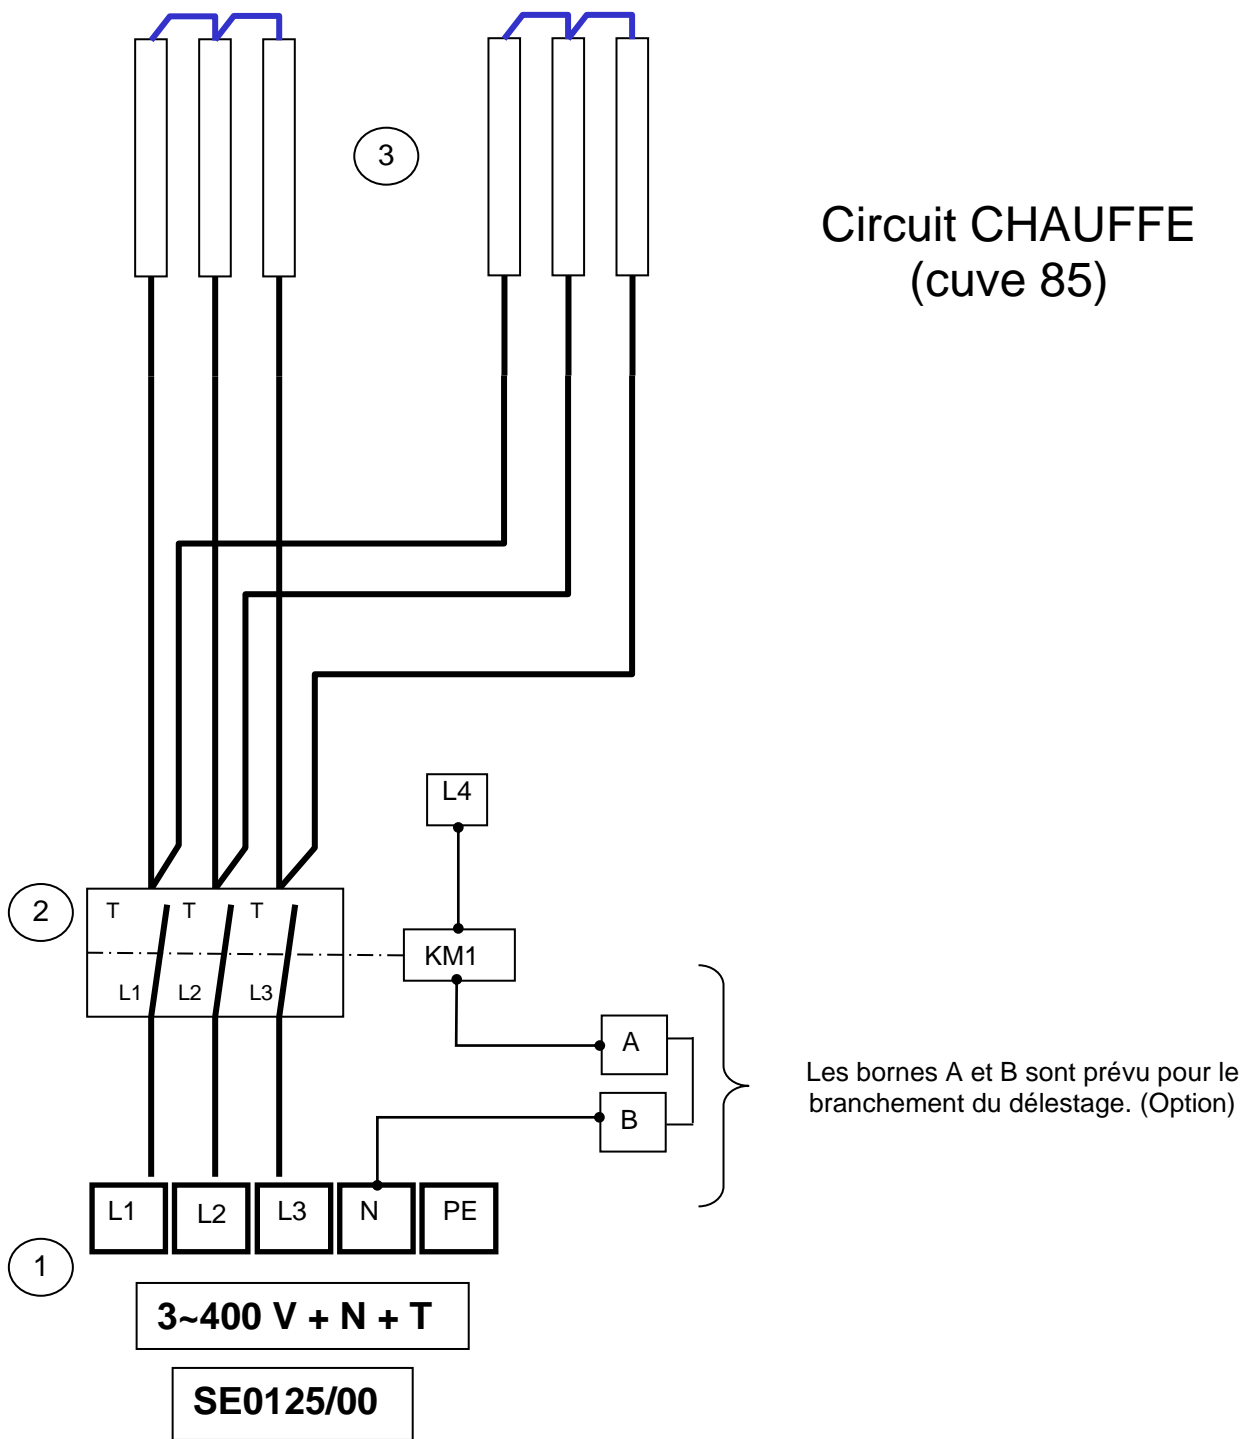 3
Circuit CHAUFFE
(cuve 85)
L4
2
T T T
KM1
L1 L2 L3
A
Les bornes A et B sont prévu pour le
branchement du délestage. (Option)
B
L1 L2 L3 N PE
1
3~400 V + N + T
SE0125/00